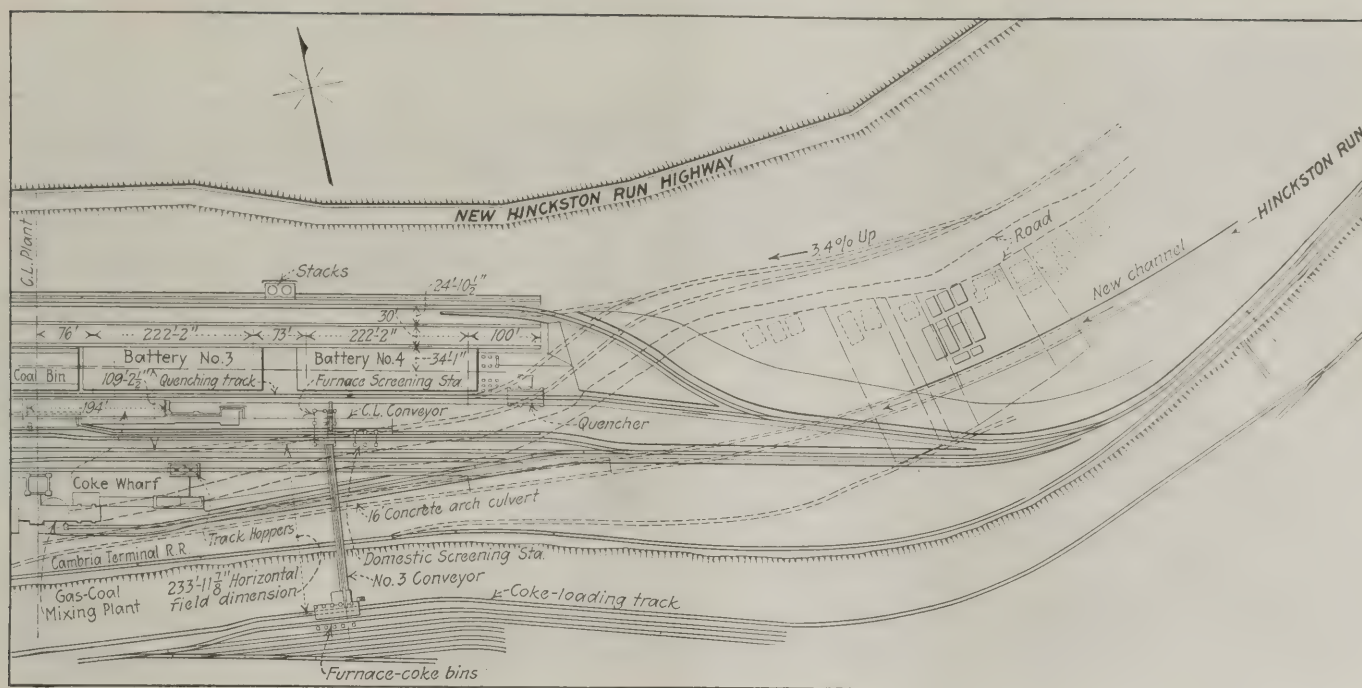 NEW HINCKSTON RUN HIGHWAY
HINCKSTON RUN
C.L. Plant
Stacks
24'-10½"
3.4% Up
Road
New channel
30'
76'
222'-2"
73'
222'-2"
100'
Battery No.3
Battery No.4
34'-1"
Coal Bin
109'-2½"
Quenching track
Furnace Screening Sta.
194'
C.L. Conveyor
Quencher
Coke Wharf
16' Concrete arch culvert
Track Hoppers
Cambria Terminal R.R.
Domestic Screening Sta.
Gas-Coal
Mixing Plant
233'-11⅞" Horizontal
field dimension
No.3 Conveyor
Coke-loading track
Furnace-coke bins